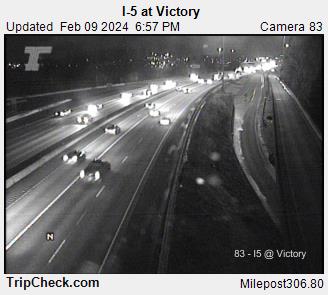 I-5 at Victory
Updated  Feb 09 2024  6:57 PM Camera 83
T
N
83 - I5 @ Victory
TripCheck.com Milepost306.80